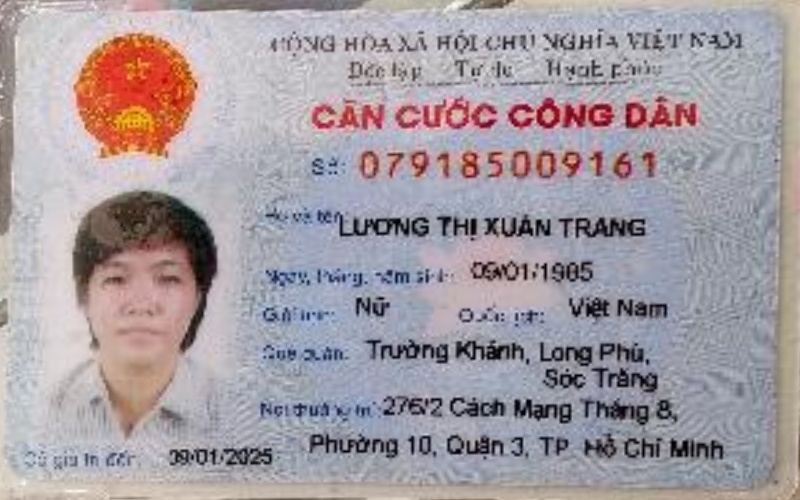 CỘNG HÒA XÃ HỘI CHỦ NGHĨA VIỆT NAM
Độc lập Tự do Hạnh phúc
CĂN CƯỚC CÔNG DÂN
Số: 079185009161
Họ và tên: LƯƠNG THỊ XUÂN TRANG
Ngày, tháng, năm sinh: 09/01/1985
Giới tính: Nữ Quốc tịch: Việt Nam
Quê quán: Trường Khánh, Long Phú,
Sóc Trăng
Nơi thường trú: 276/2 Cách Mạng Tháng 8,
Phường 10, Quận 3, TP Hồ Chí Minh
Có giá trị đến: 09/01/2025